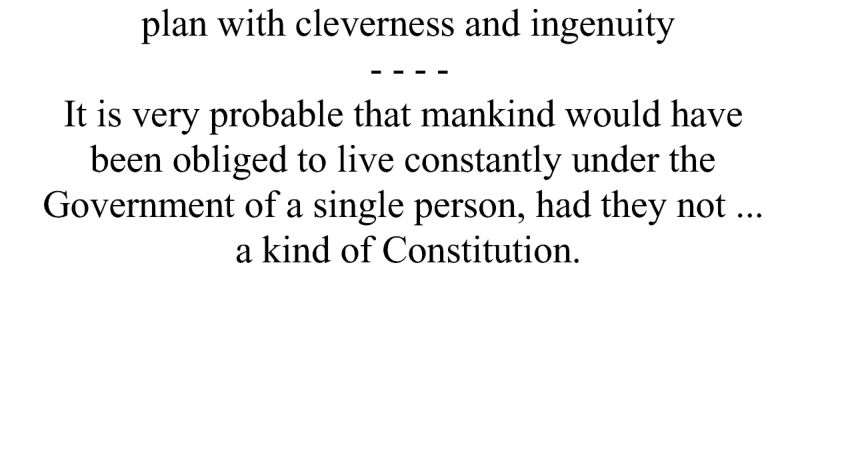 plan with cleverness and ingenuity
- - - -
It is very probable that mankind would have
been obliged to live constantly under the
Government of a single person, had they not ...
a kind of Constitution.